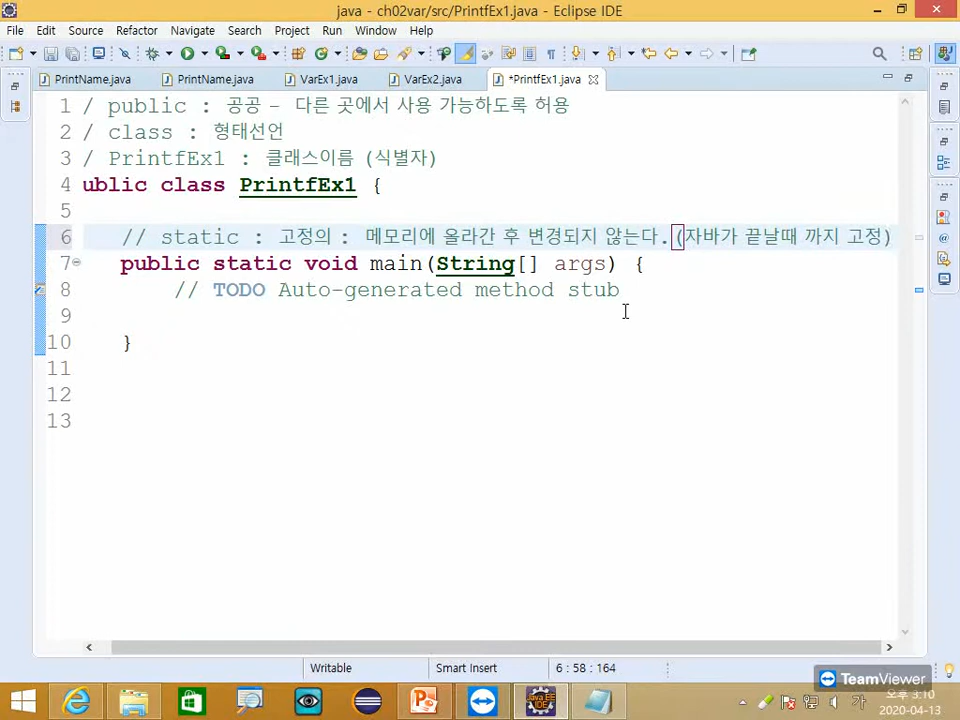 java - ch02var/src/PrintfEx1.java - Eclipse IDE
File Edit Source Refactor Navigate Search Project Run Window Help
PrintName.java PrintName.java VarEx1.java VarEx2.java *PrintfEx1.java
1 / public : 공공 - 다른 곳에서 사용 가능하도록 허용
2 / class : 형태선언
3 / PrintfEx1 : 클래스이름 (식별자)
4 ublic class PrintfEx1 {
5
6 // static : 고정의 : 메모리에 올라간 후 변경되지 않는다.(자바가 끝날때 까지 고정)
7 public static void main(String[] args) {
8 // TODO Auto-generated method stub
9
10 }
11
12
13
Writable Smart Insert 6 : 58 : 164
TeamViewer
오후 3:10
2020-04-13